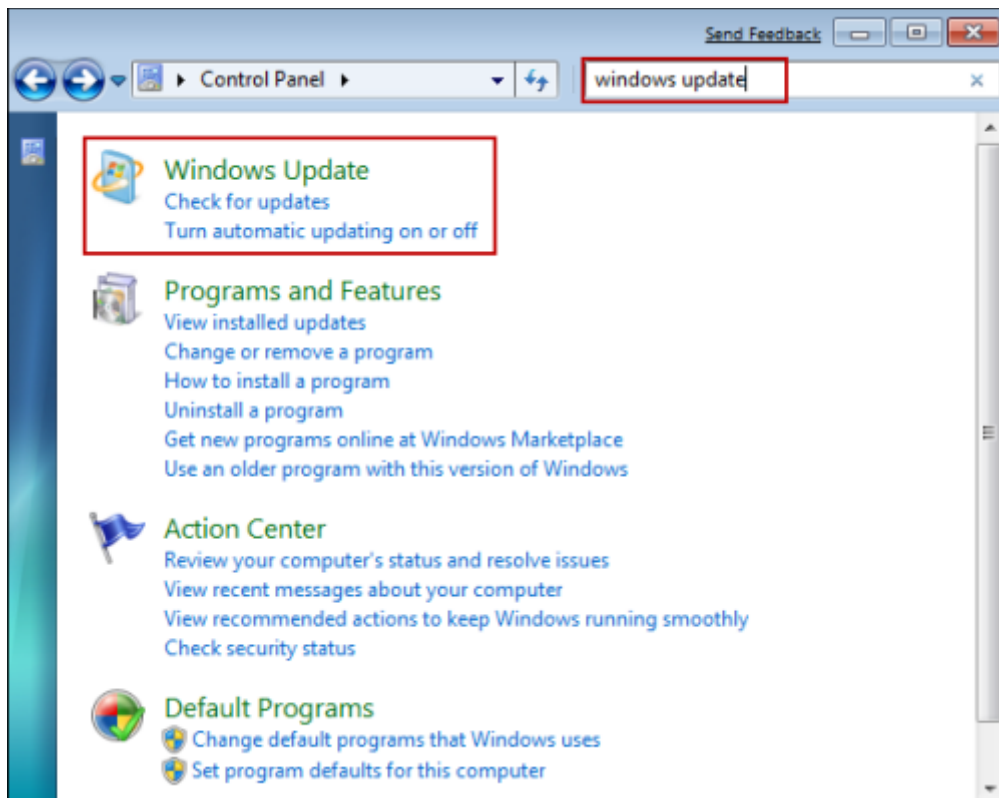 Send Feedback
Control Panel
windows update
Windows Update
Check for updates
Turn automatic updating on or off
Programs and Features
View installed updates
Change or remove a program
How to install a program
Uninstall a program
Get new programs online at Windows Marketplace
Use an older program with this version of Windows
Action Center
Review your computer's status and resolve issues
View recent messages about your computer
View recommended actions to keep Windows running smoothly
Check security status
Default Programs
Change default programs that Windows uses
Set program defaults for this computer